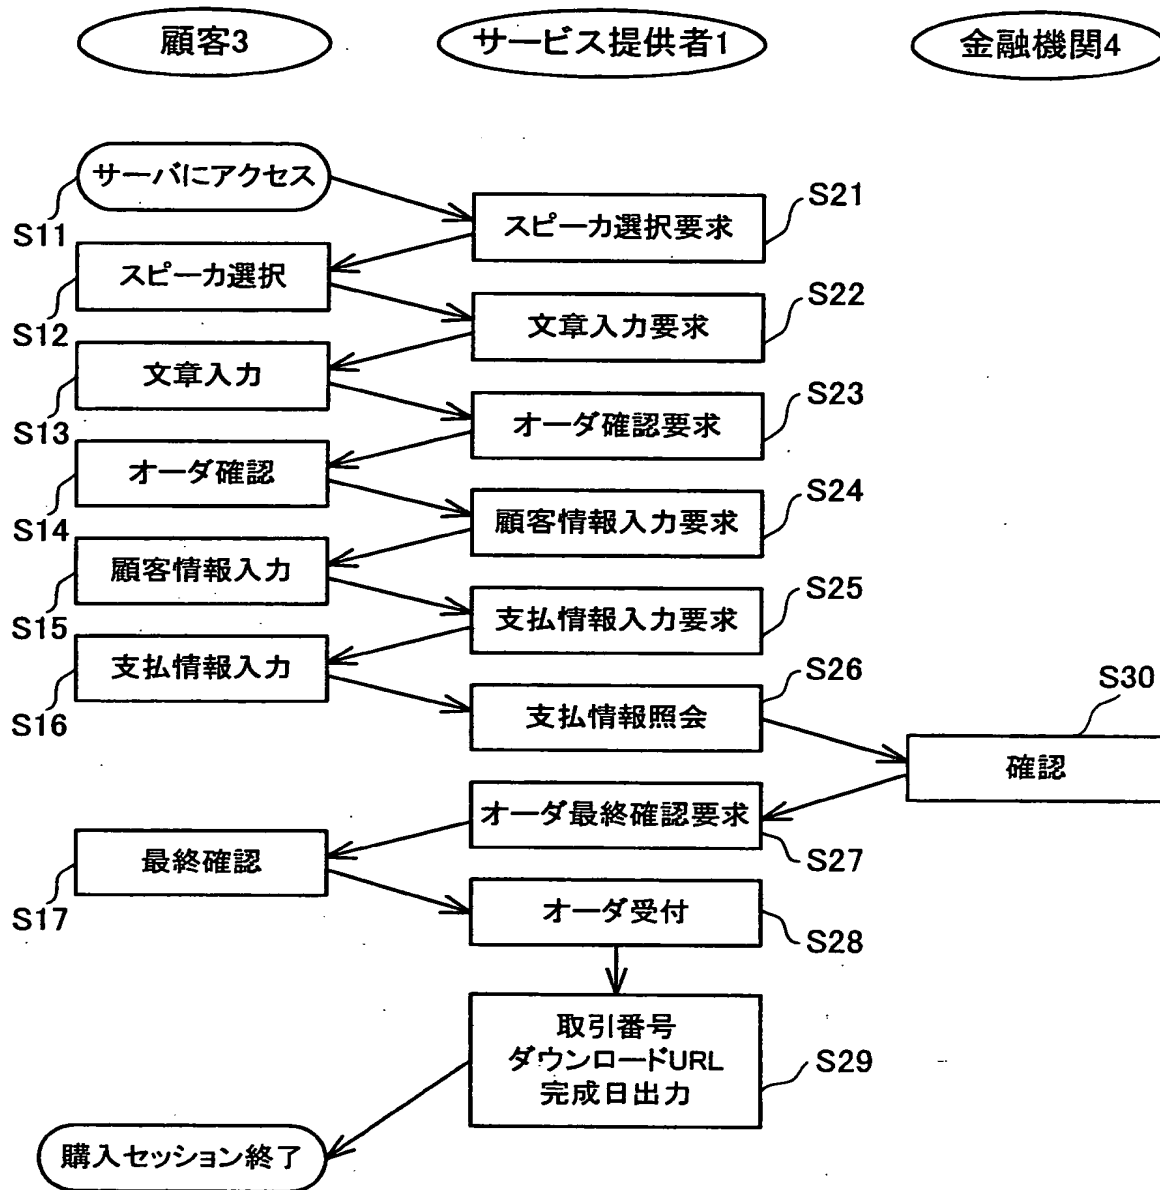 顧客3
サービス提供者1
金融機関4
サーバにアクセス
S11
スピーカ選択要求
S21
スピーカ選択
S12
文章入力要求
S22
文章入力
S13
オーダ確認要求
S23
オーダ確認
S14
顧客情報入力要求
S24
顧客情報入力
S15
支払情報入力要求
S25
支払情報入力
S16
支払情報照会
S26
確認
S30
オーダ最終確認要求
S27
最終確認
S17
オーダ受付
S28
取引番号
ダウンロードURL
完成日出力
S29
購入セッション終了